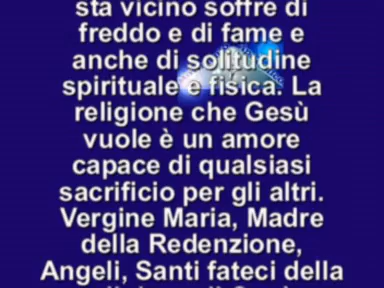 sta vicino soffre di
freddo e di fame e
anche di solitudine
spirituale e fisica. La
religione che Gesù
vuole è un amore
capace di qualsiasi
sacrificio per gli altri.
Vergine Maria, Madre
della Redenzione,
Angeli, Santi fateci della